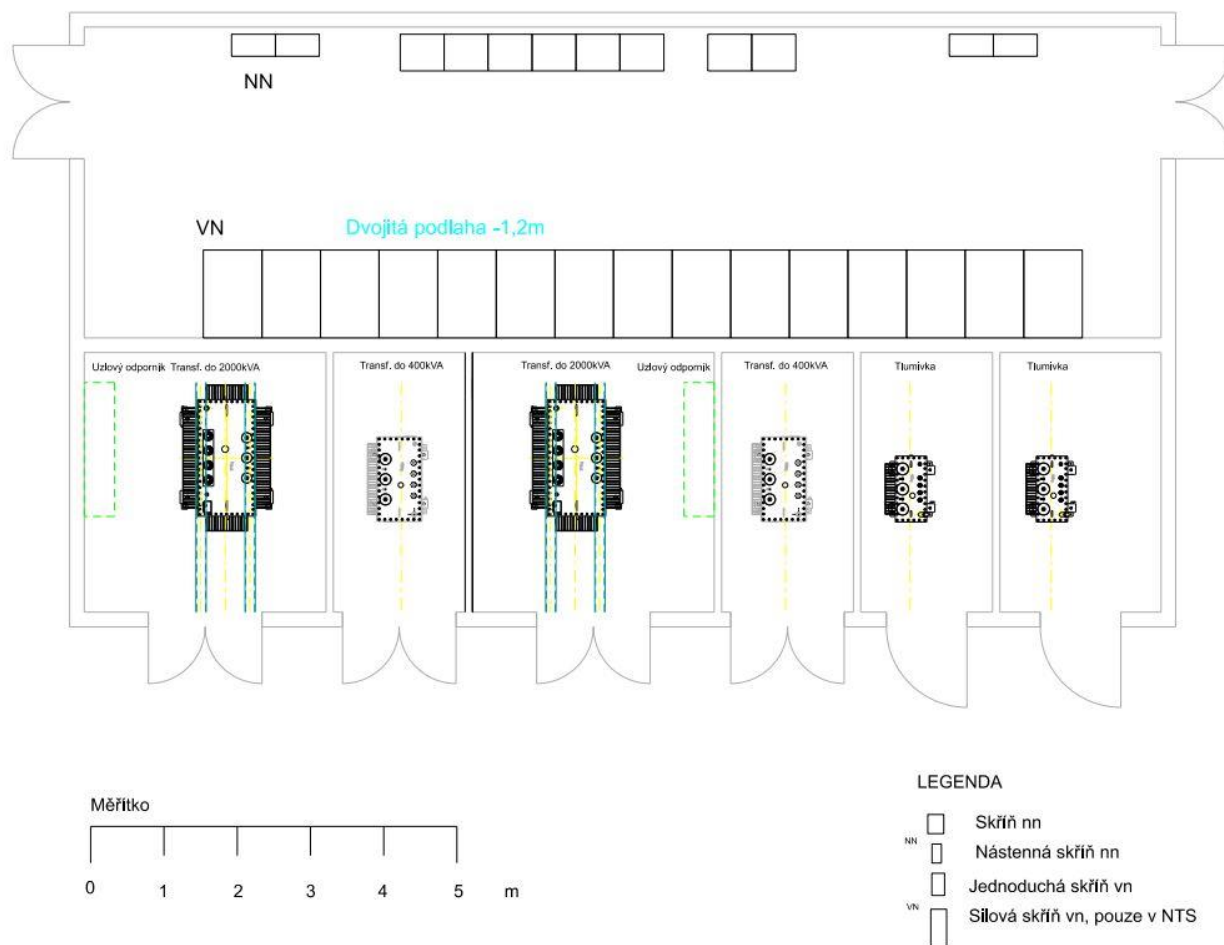 NN
VN
Dvojitá podlaha -1,2m
Uzlový odporník
Transf. do 2000kVA
Transf. do 400kVA
Transf. do 2000kVA
Uzlový odporník
Transf. do 400kVA
Tlumivka
Tlumivka
Měřítko
0 1 2 3 4 5 m
LEGENDA
Skříň nn
NN
Nástenná skříň nn
Jednoduchá skříň vn
VN
Silová skříň vn, pouze v NTS